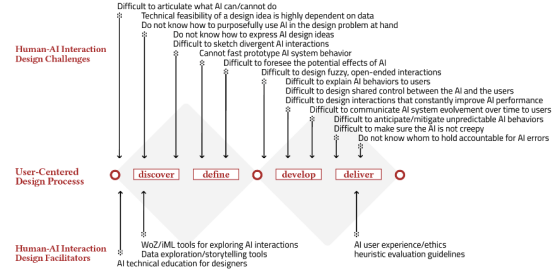 Difficult to articulate what AI can/cannot do
Technical feasibility of a design idea is highly dependent on data
Do not know how to purposefully use AI in the design problem at hand
Do not know how to express AI design ideas
Difficult to sketch divergent AI interactions
Cannot fast prototype AI system behavior
Difficult to foresee the potential effects of AI
Difficult to design fuzzy, open-ended interactions
Difficult to explain AI behaviors to users
Difficult to design shared control between the AI and the users
Difficult to design interactions that constantly improve AI performance
Difficult to communicate AI system evolvement over time to users
Difficult to anticipate/mitigate unpredictable AI behaviors
Difficult to make sure the AI is not creepy
Do not know whom to hold accountable for AI errors
Human-AI Interaction
Design Challenges
User-Centered
Design Processs
discover
define
develop
deliver
Human-AI Interaction
Design Facilitators
WoZ/iML tools for exploring AI interactions
Data exploration/storytelling tools
AI technical education for designers
AI user experience/ethics
heuristic evaluation guidelines